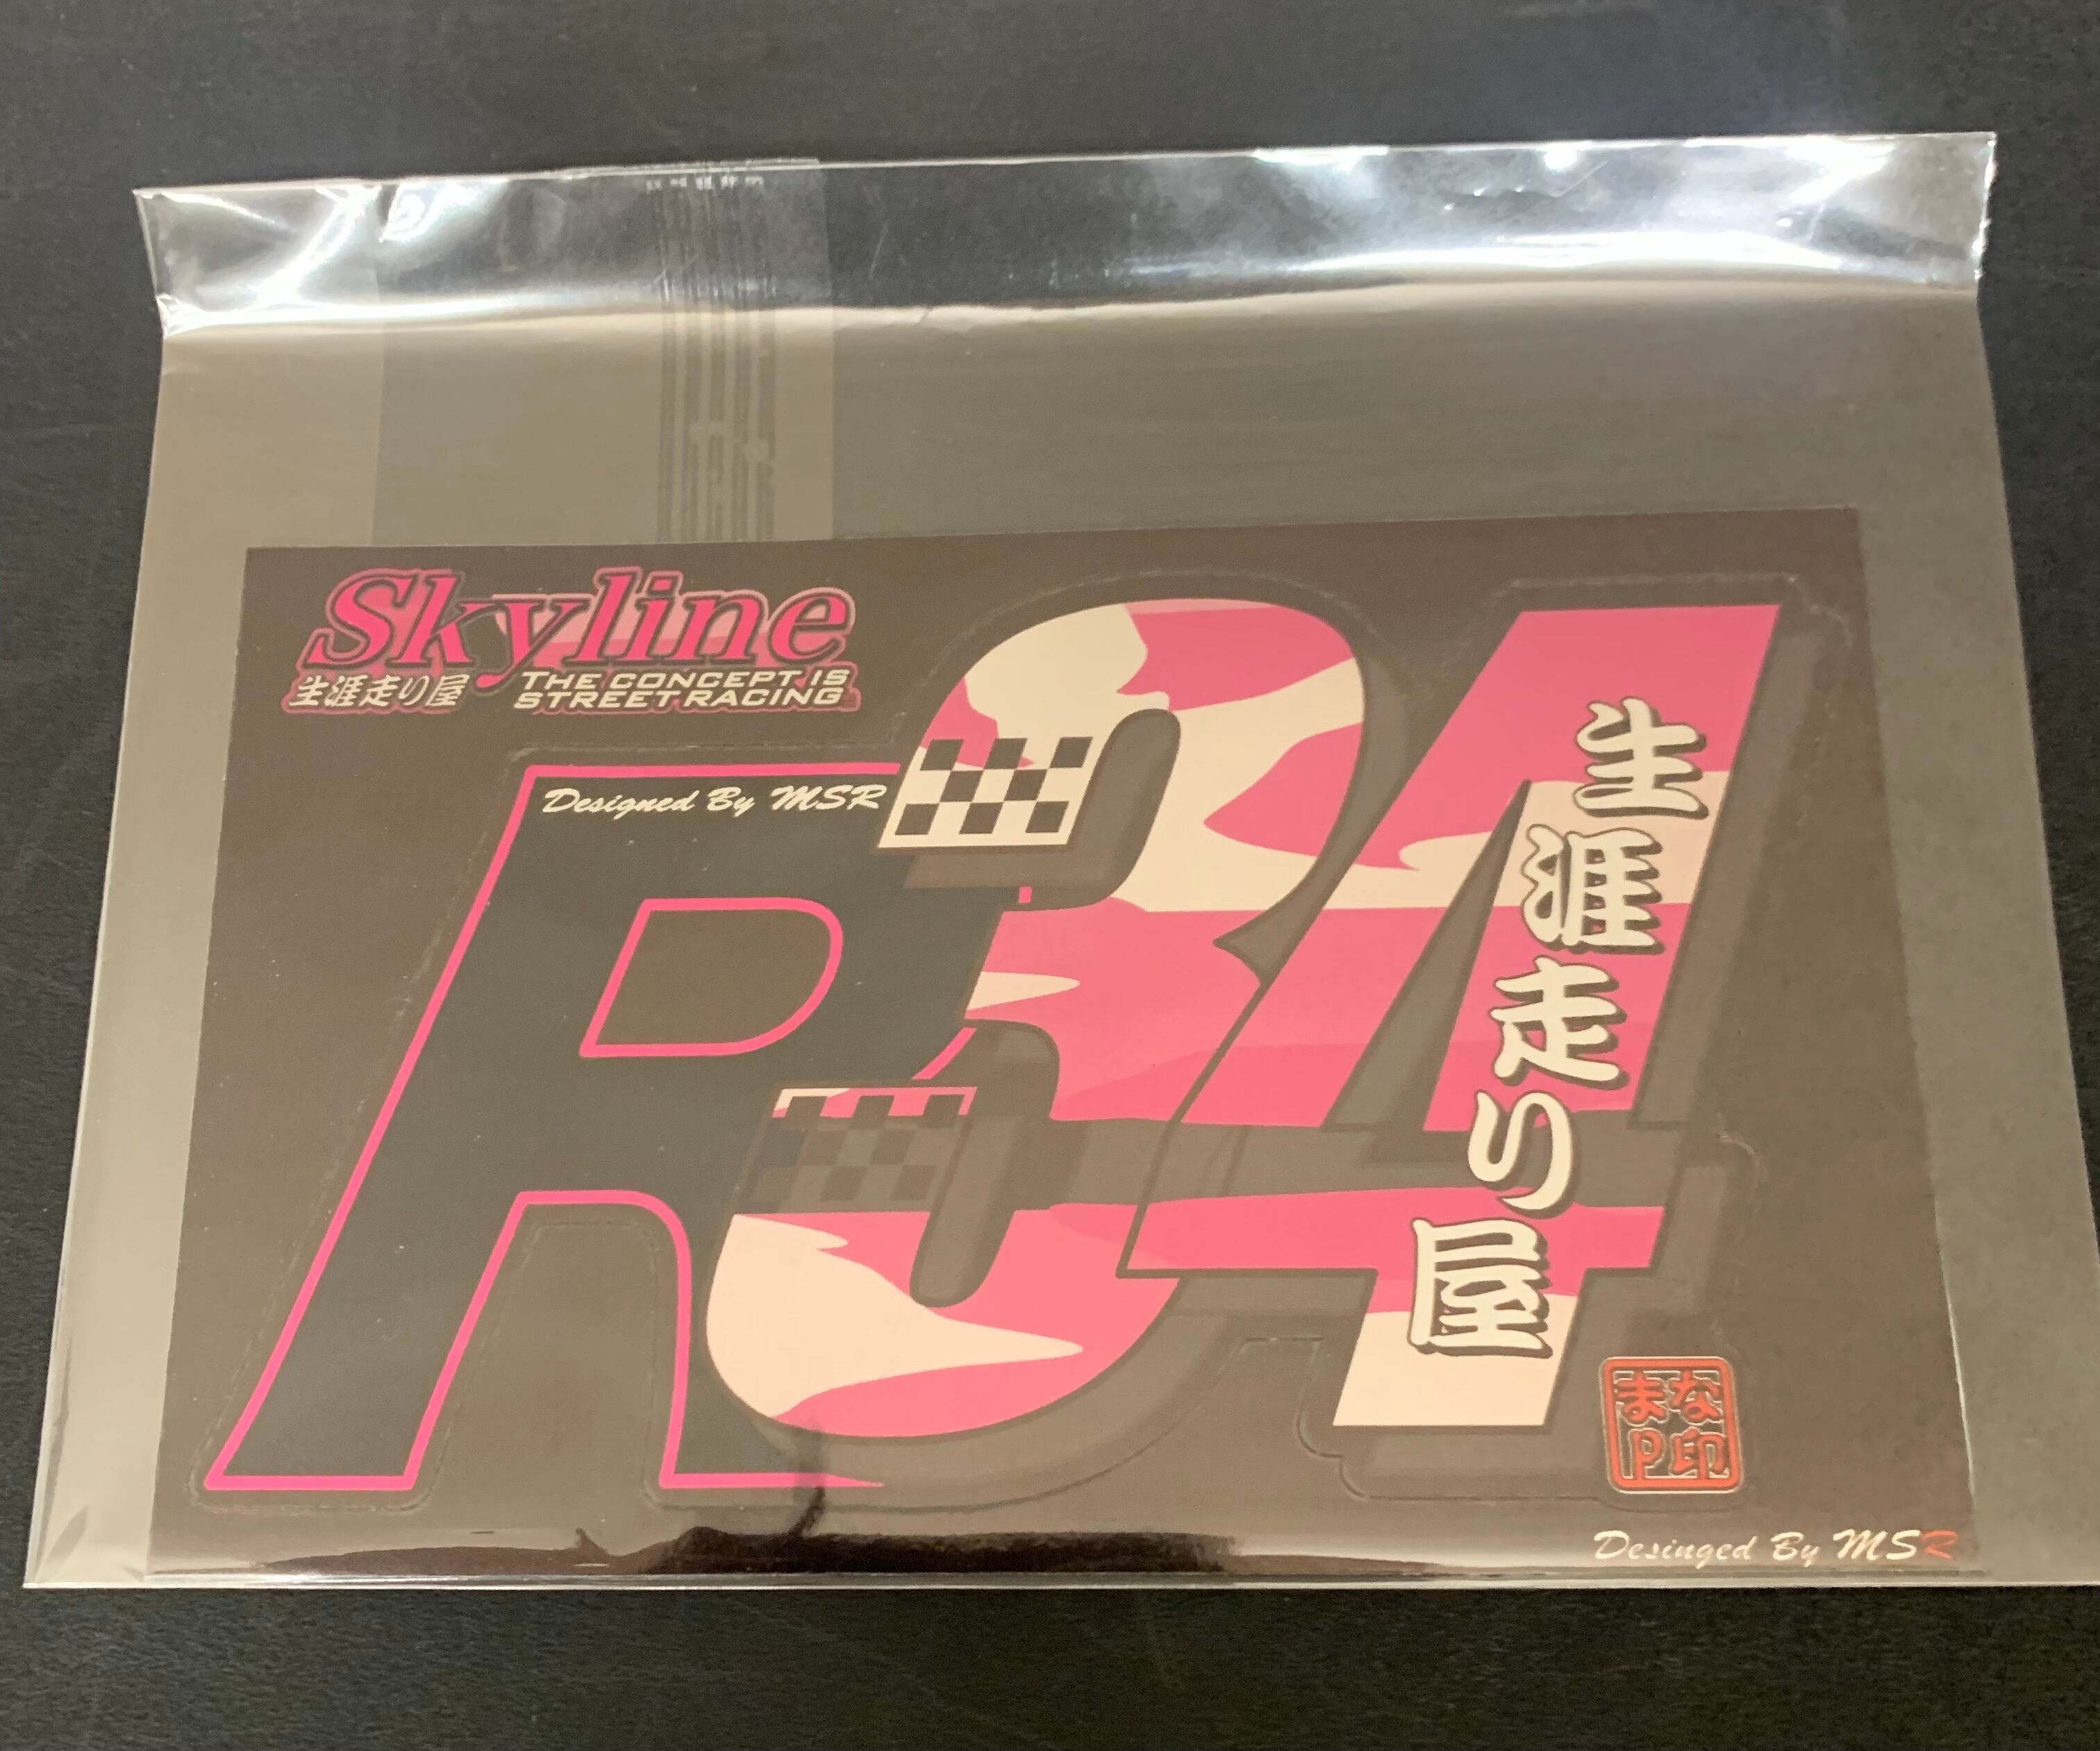 Skyline
生涯走り屋
THE CONCEPT IS
STREET RACING
Designed By MSR
R34
生涯走り屋
まな
P印
Desinged By MSR